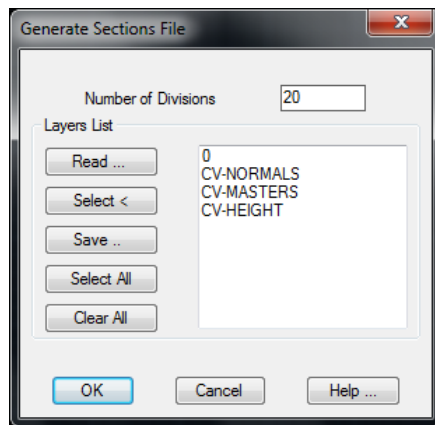 Generate Sections File
Number of Divisions 20
Layers List
Read ...
Select <
Save ..
Select All
Clear All
0
CV-NORMALS
CV-MASTERS
CV-HEIGHT
OK Cancel Help ...